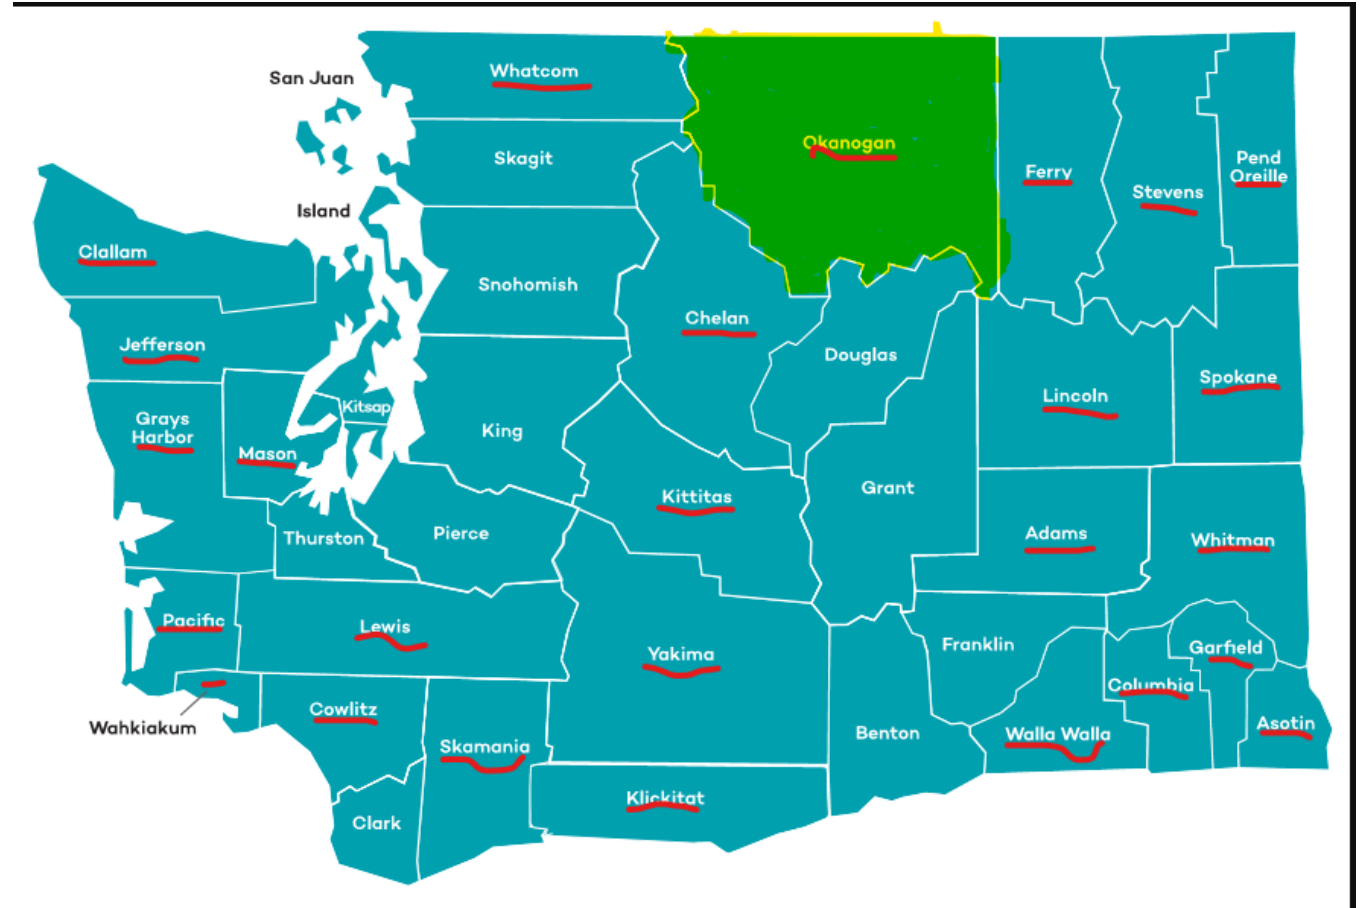 San Juan
Whatcom
Skagit
Okanogan
Ferry
Pend
Oreille
Stevens
Island
Clallam
Snohomish
Chelan
Jefferson
Douglas
Spokane
Lincoln
Kitsap
Grays
Harbor
King
Mason
Grant
Kittitas
Thurston
Pierce
Adams
Whitman
Pacific
Lewis
Franklin
Garfield
Yakima
Columbia
Wahkiakum
Cowlitz
Asotin
Benton
Walla Walla
Skamania
Klickitat
Clark